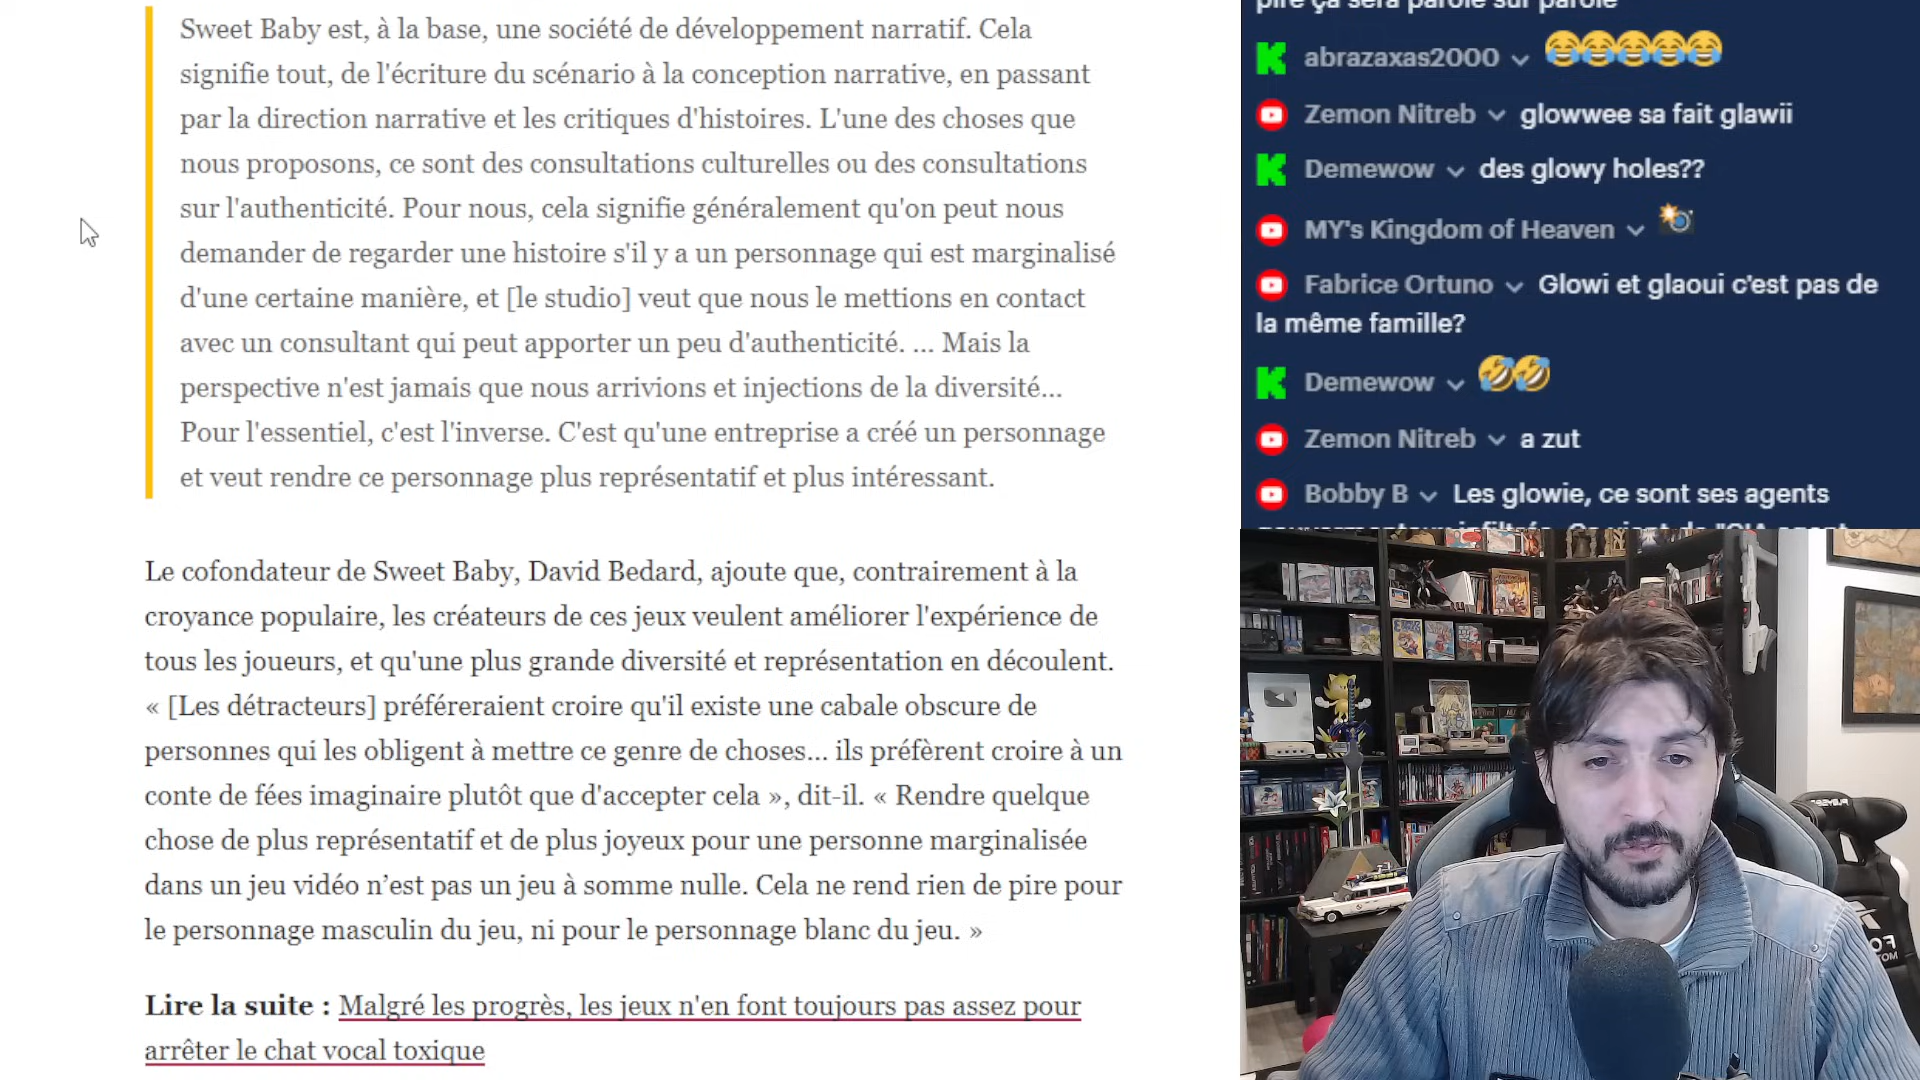 Sweet Baby est, à la base, une société de développement narratif. Cela
signifie tout, de l'écriture du scénario à la conception narrative, en passant
par la direction narrative et les critiques d'histoires. L'une des choses que
nous proposons, ce sont des consultations culturelles ou des consultations
sur l'authenticité. Pour nous, cela signifie généralement qu'on peut nous
demander de regarder une histoire s'il y a un personnage qui est marginalisé
d'une certaine manière, et [le studio] veut que nous le mettions en contact
avec un consultant qui peut apporter un peu d'authenticité. ... Mais la
perspective n'est jamais que nous arrivions et injections de la diversité...
Pour l'essentiel, c'est l'inverse. C'est qu'une entreprise a créé un personnage
et veut rendre ce personnage plus représentatif et plus intéressant.
Le cofondateur de Sweet Baby, David Bedard, ajoute que, contrairement à la
croyance populaire, les créateurs de ces jeux veulent améliorer l'expérience de
tous les joueurs, et qu'une plus grande diversité et représentation en découlent.
« [Les détracteurs] préféreraient croire qu'il existe une cabale obscure de
personnes qui les obligent à mettre ce genre de choses... ils préfèrent croire à un
conte de fées imaginaire plutôt que d'accepter cela », dit-il. « Rendre quelque
chose de plus représentatif et de plus joyeux pour une personne marginalisée
dans un jeu vidéo n’est pas un jeu à somme nulle. Cela ne rend rien de pire pour
le personnage masculin du jeu, ni pour le personnage blanc du jeu. »
Lire la suite : Malgré les progrès, les jeux n'en font toujours pas assez pour
arrêter le chat vocal toxique
pire ça sera parole sur parole
abrazaxas2000 😂😂😂😂😂
Zemon Nitreb glowwee sa fait glawii
Demewow des glowy holes??
MY's Kingdom of Heaven 📸
Fabrice Ortuno Glowi et glaoui c'est pas de
la même famille?
Demewow 🤣🤣
Zemon Nitreb a zut
Bobby B Les glowie, ce sont ses agents